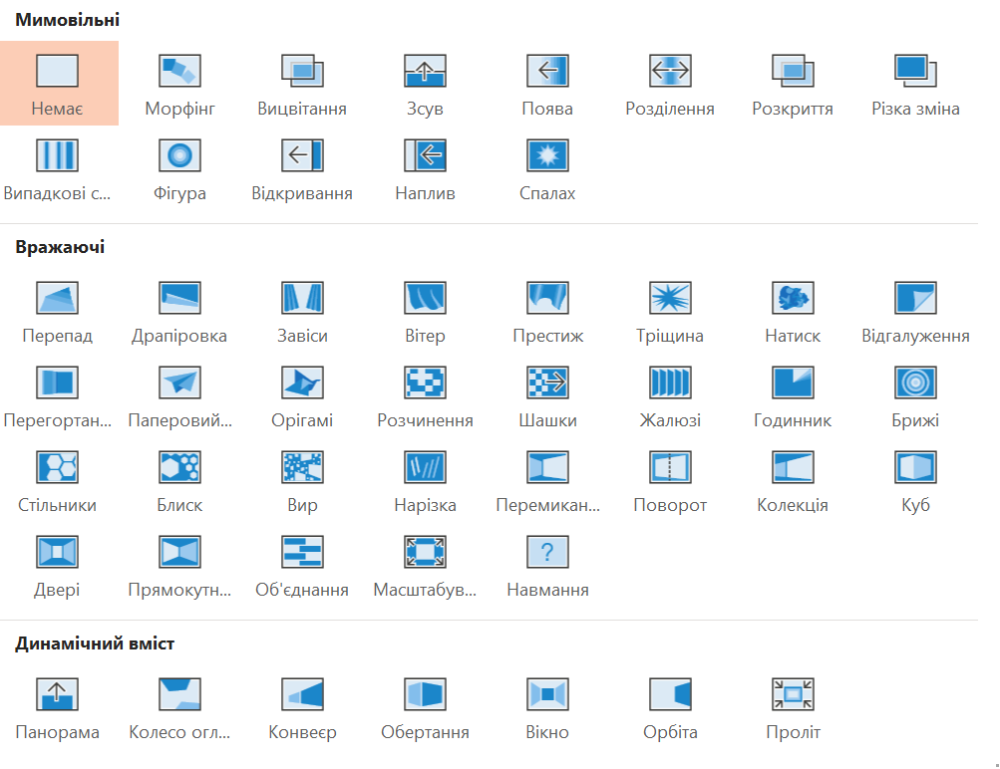 Мимовільні
Немає Морфінг Вицвітання Зсув Поява Розділення Розкриття Різка зміна
Випадкові с... Фігура Відкривання Наплив Спалах
Вражаючі
Перепад Драпіровка Завіси Вітер Престиж Тріщина Натиск Відгалуження
Перегортан... Паперовий... Орігамі Розчинення Шашки Жалюзі Годинник Брижі
Стільники Блиск Вир Нарізка Перемикан... Поворот Колекція Куб
?
Двері Прямокутн... Об'єднання Масштабув... Навмання
Динамічний вміст
Панорама Колесо огл... Конвеєр Обертання Вікно Орбіта Проліт